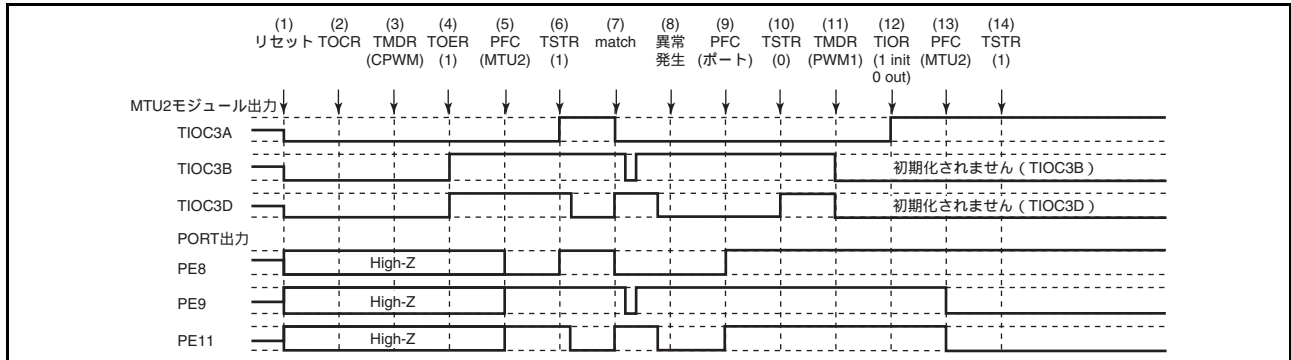 (1) (2) (3) (4) (5) (6) (7) (8) (9) (10) (11) (12) (13) (14)
リセット TOCR TMDR TOER PFC TSTR match 異常 PFC TSTR TMDR TIOR PFC TSTR
(CPWM) (1) (MTU2) (1) 発生 (ポート) (0) (PWM1) (1 init (MTU2) (1)
0 out)
MTU2モジュール出力
TIOC3A
TIOC3B 初期化されません（TIOC3B）
TIOC3D 初期化されません（TIOC3D）
PORT出力
PE8 High-Z
PE9 High-Z
PE11 High-Z